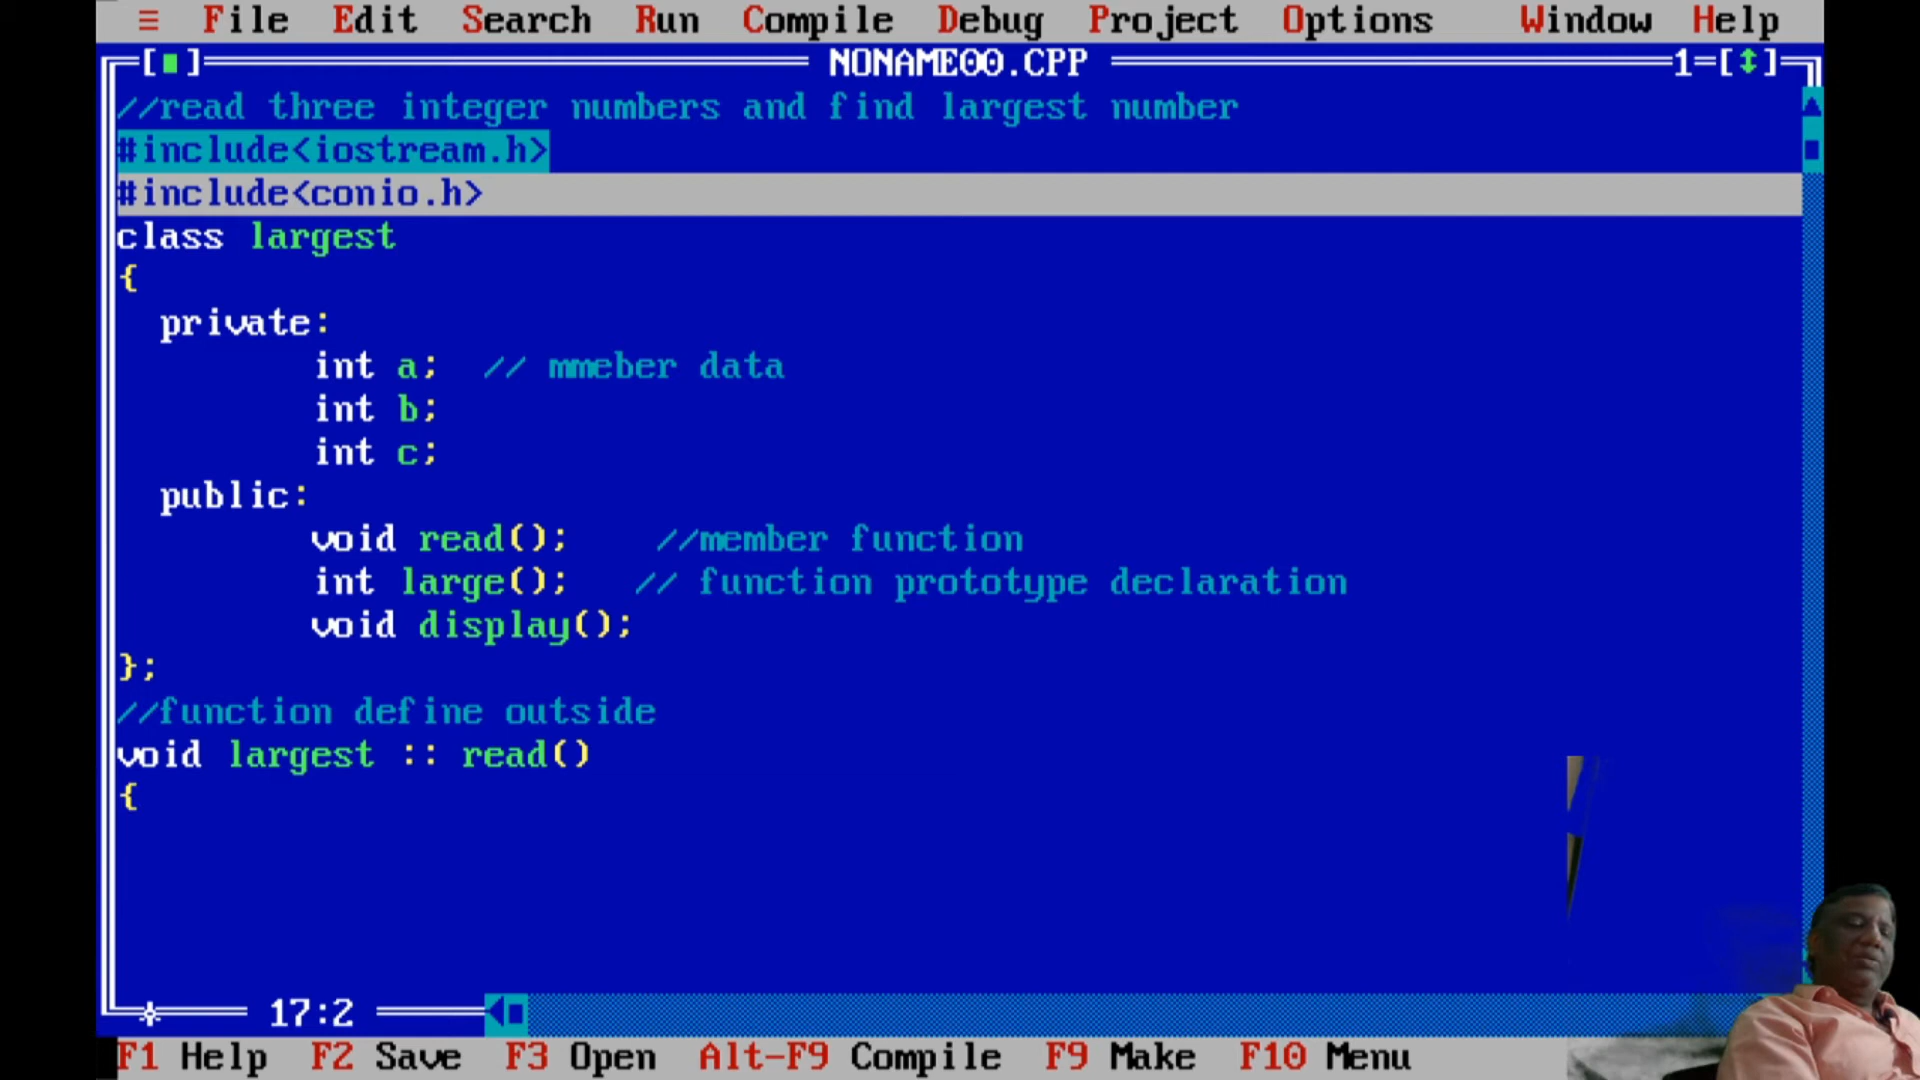 ≡ File Edit Search Run Compile Debug Project Options Window Help
[■] NONAME00.CPP 1=[↕]
//read three integer numbers and find largest number
#include<iostream.h>
#include<conio.h>
class largest
{
private:
int a; // mmeber data
int b;
int c;
public:
void read(); //member function
int large(); // function prototype declaration
void display();
};
//function define outside
void largest :: read()
{
17:2
F1 Help F2 Save F3 Open Alt-F9 Compile F9 Make F10 Menu